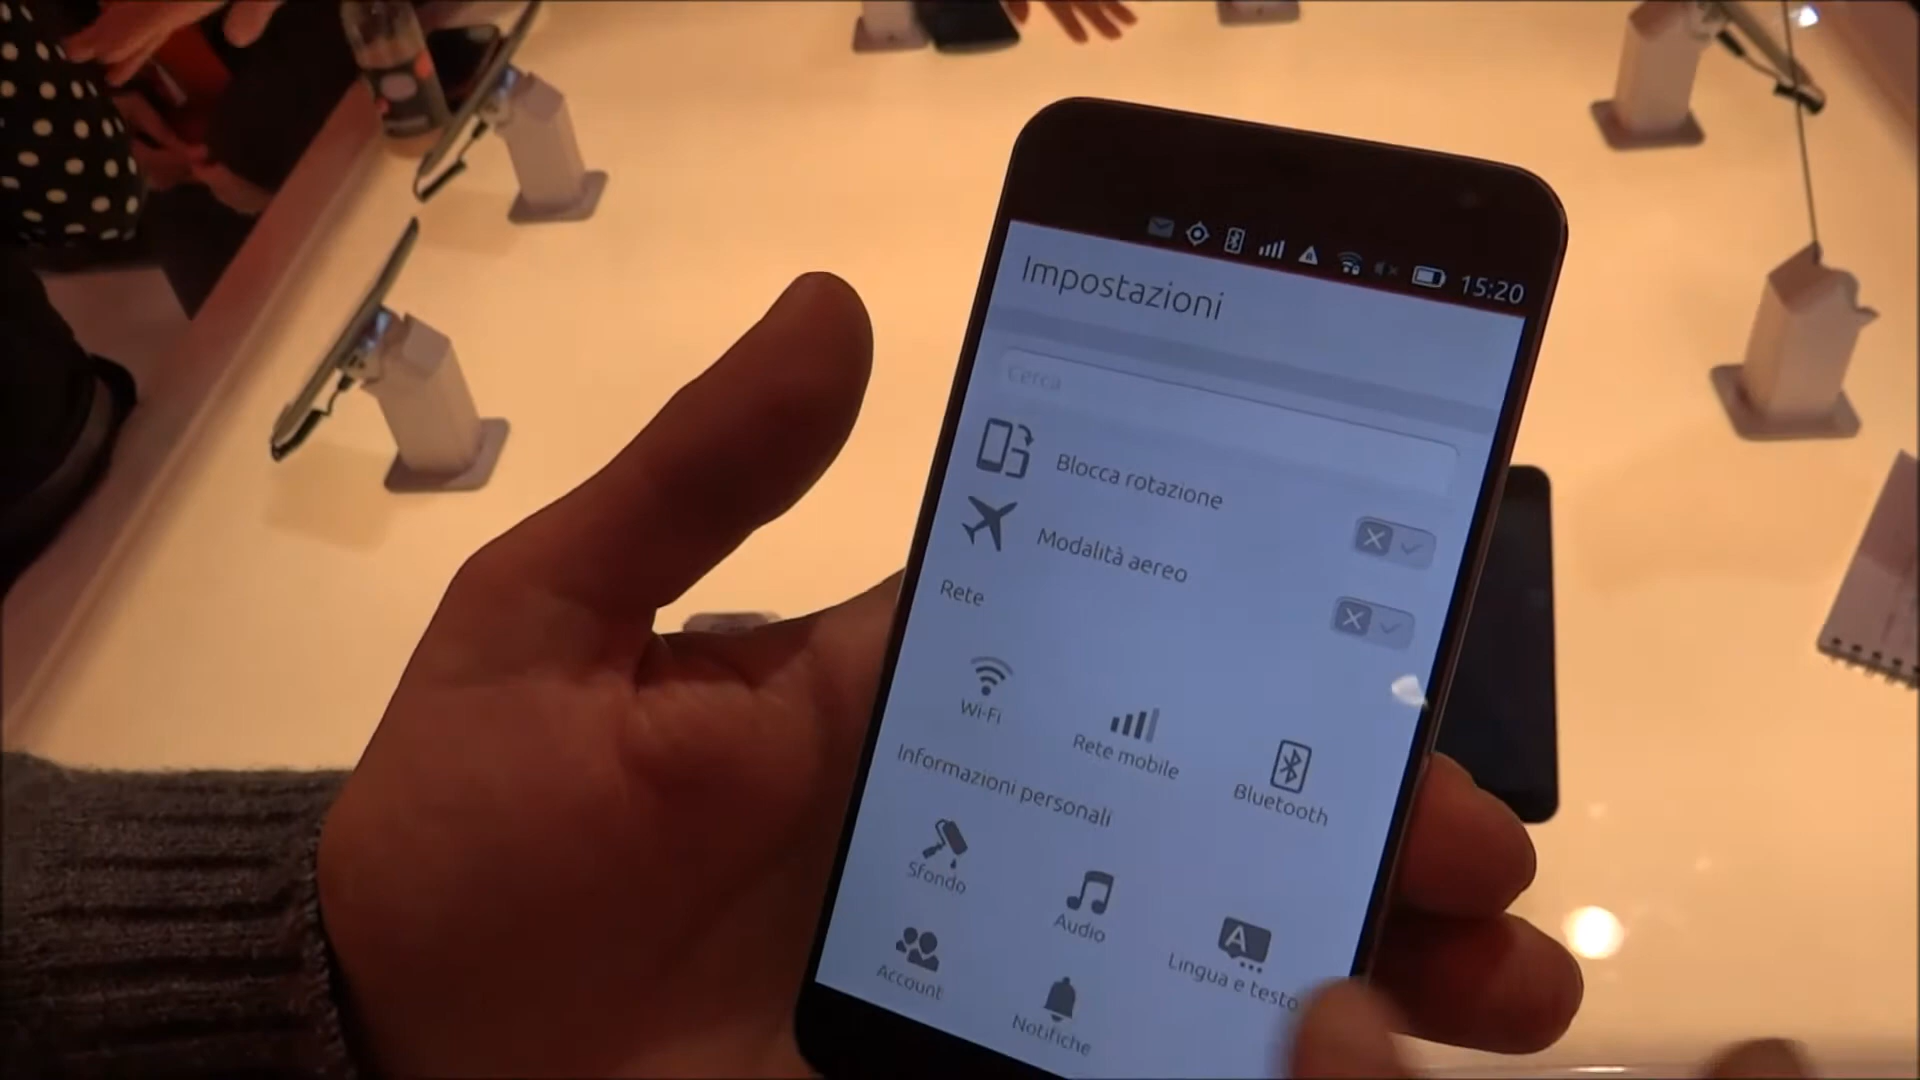 15:20
Impostazioni
Cerca
Blocca rotazione
Modalità aereo
Rete
Wi-Fi
Rete mobile
Bluetooth
Informazioni personali
Sfondo
Audio
Lingua e testo
Account
Notifiche